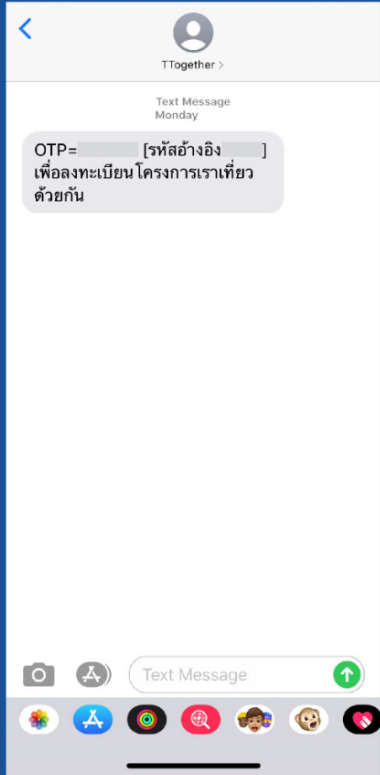 TTogether >
Text Message
Monday
OTP= [รหัสอ้างอิง ]
เพื่อลงทะเบียนโครงการเราเที่ยว
ด้วยกัน
Text Message